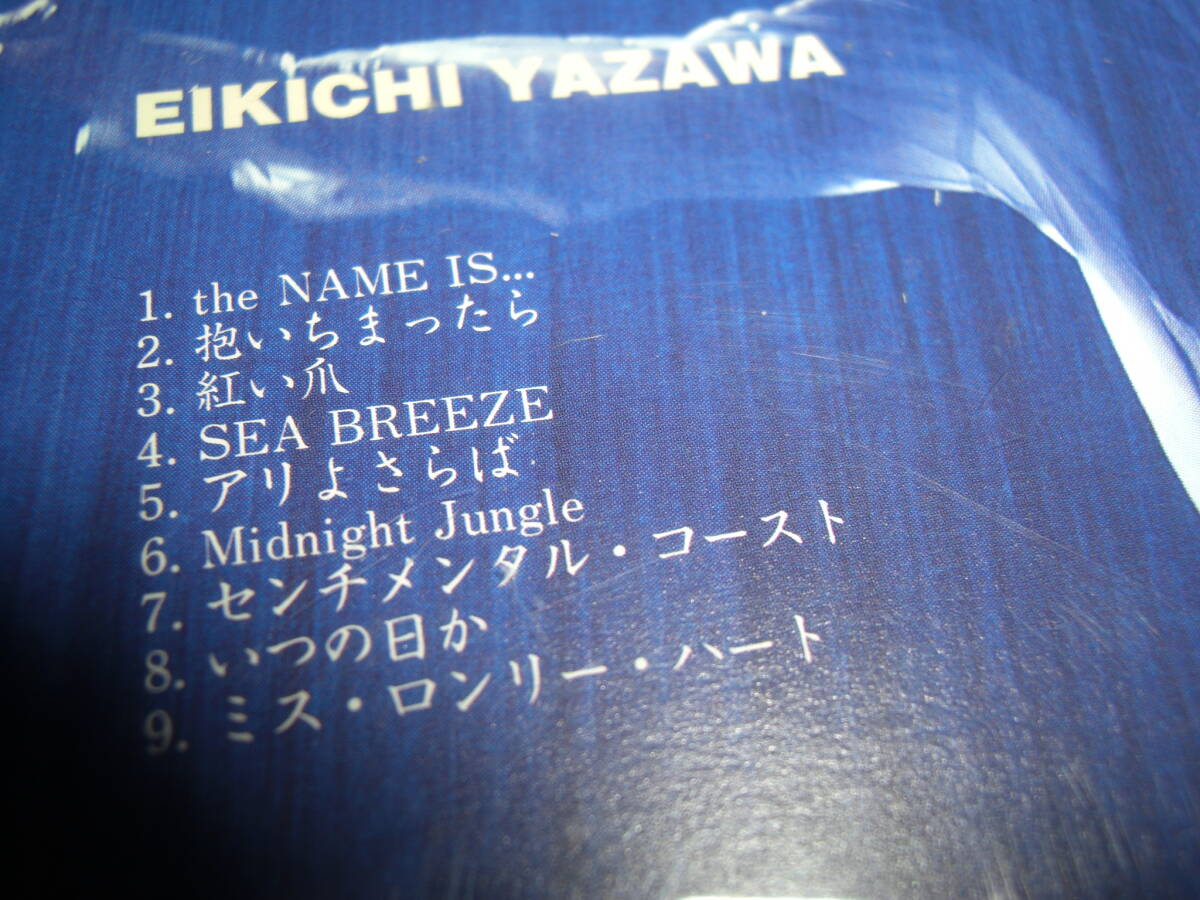 EIKICHI YAZAWA
1. the NAME IS...
2. 抱いちまったら
3. 紅い爪
4. SEA BREEZE
5. アリよさらば
6. Midnight Jungle
7. センチメンタル・コースト
8. いつの日か
9. ミス・ロンリー・ハート